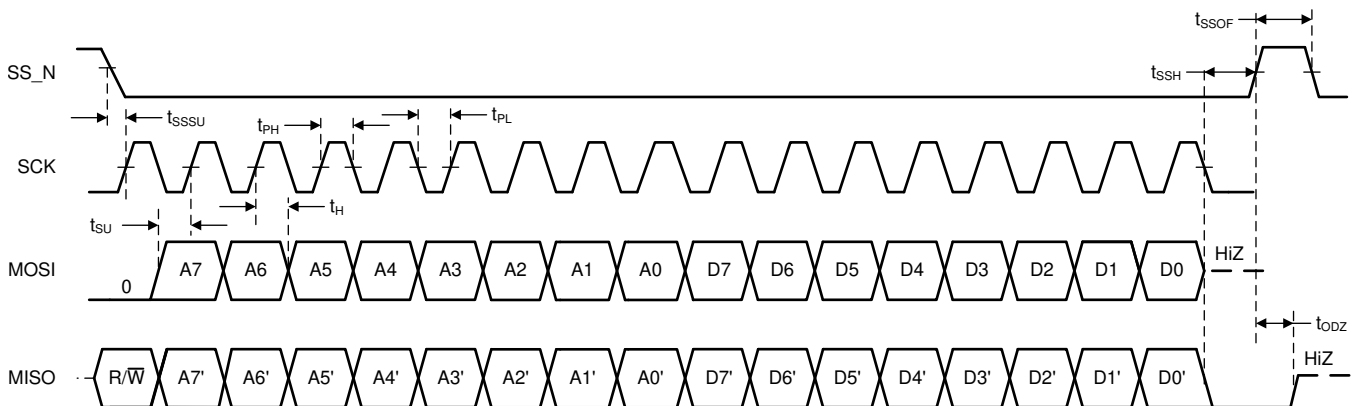 tSSOF
SS_N
tSSH
tSSSU
tPH
tPL
SCK
tSU
tH
MOSI
0 A7 A6 A5 A4 A3 A2 A1 A0 D7 D6 D5 D4 D3 D2 D1 D0 HiZ
tODZ
MISO
R/W̅ A7' A6' A5' A4' A3' A2' A1' A0' D7' D6' D5' D4' D3' D2' D1' D0' HiZ